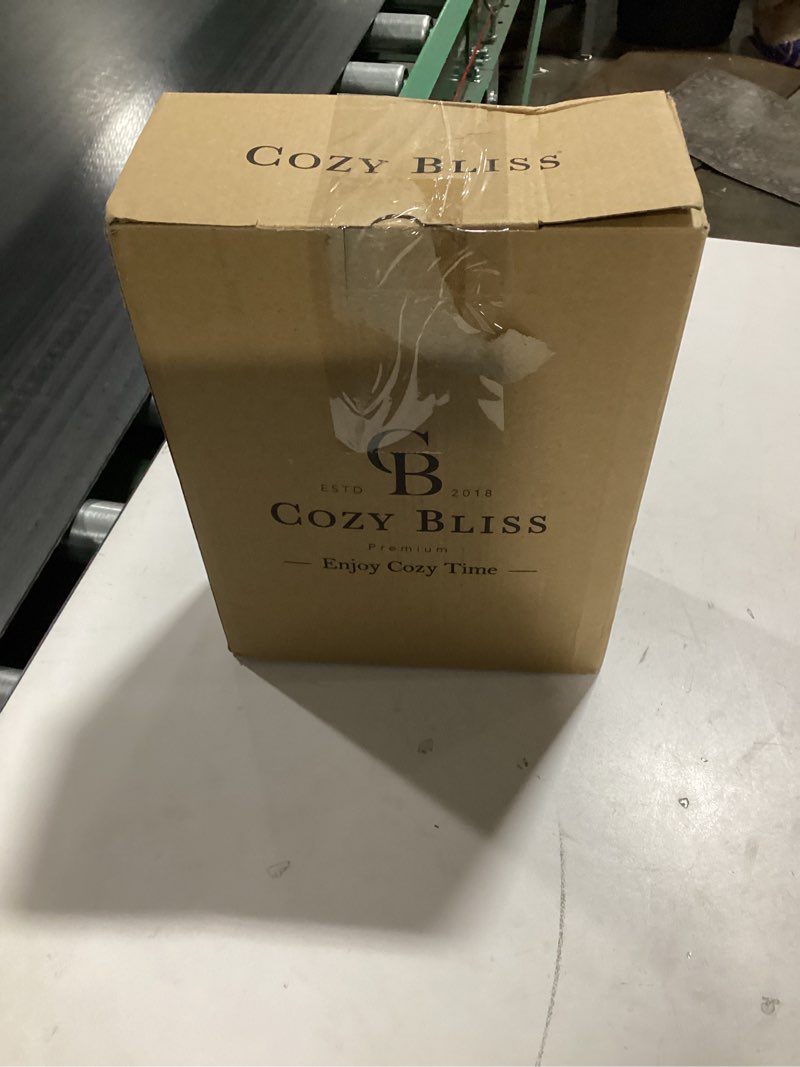 COZY BLISS
CB
ESTD 2018
COZY BLISS
Premium
Enjoy Cozy Time